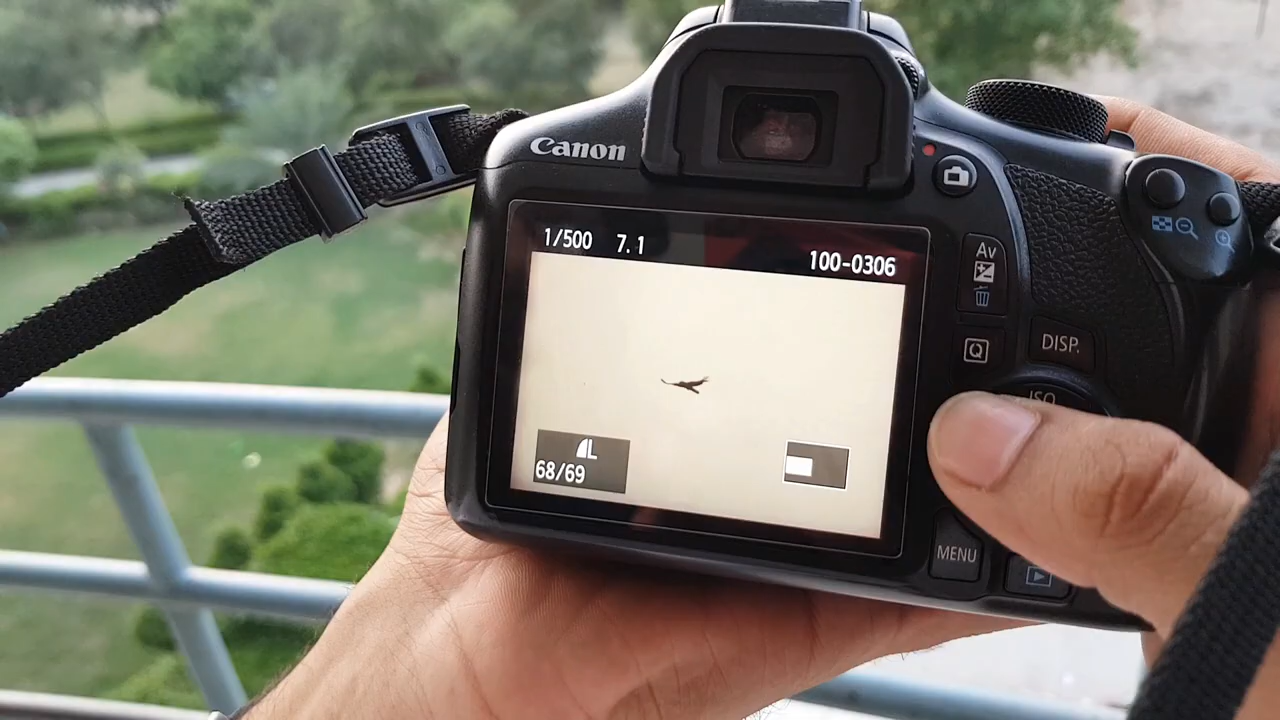 Canon
1/500 7.1
100-0306
L
68/69
Av
Q
DISP.
ISO
MENU